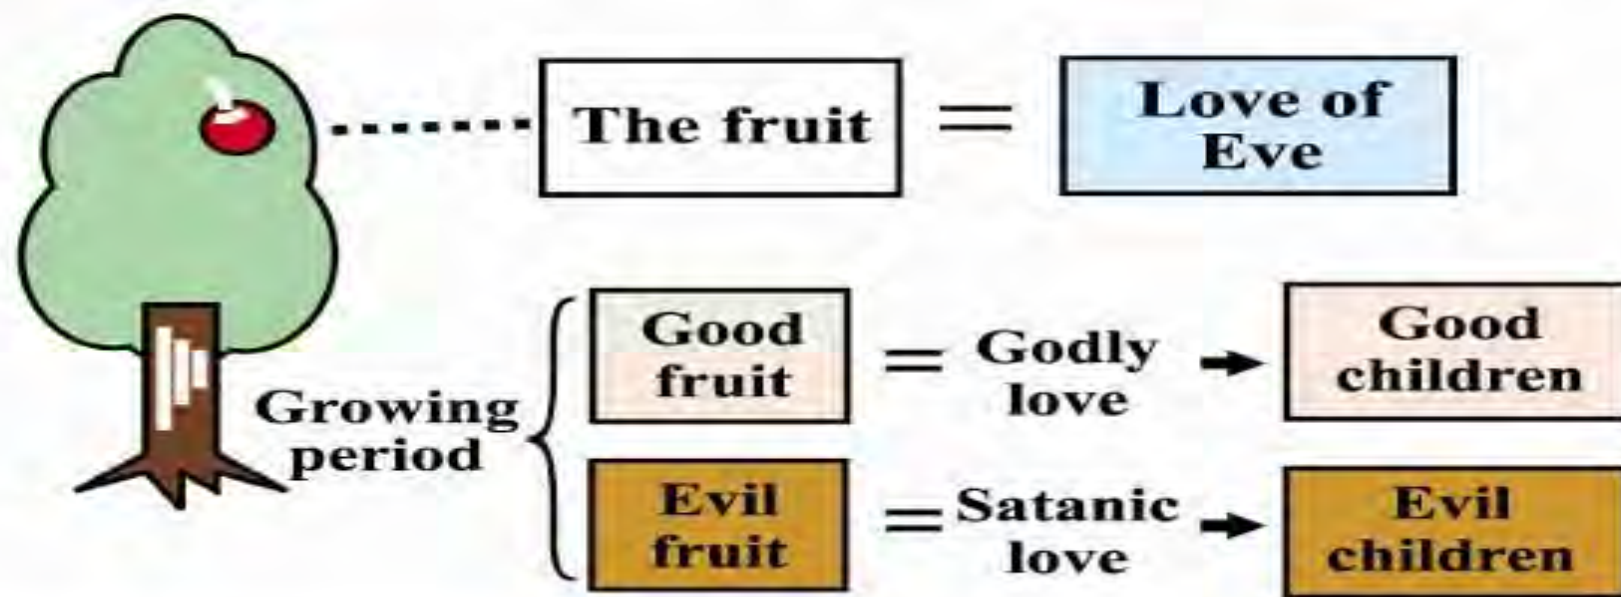 The fruit = Love of
Eve
Growing
period
Good
fruit = Godly
love → Good
children
Evil
fruit = Satanic
love → Evil
children